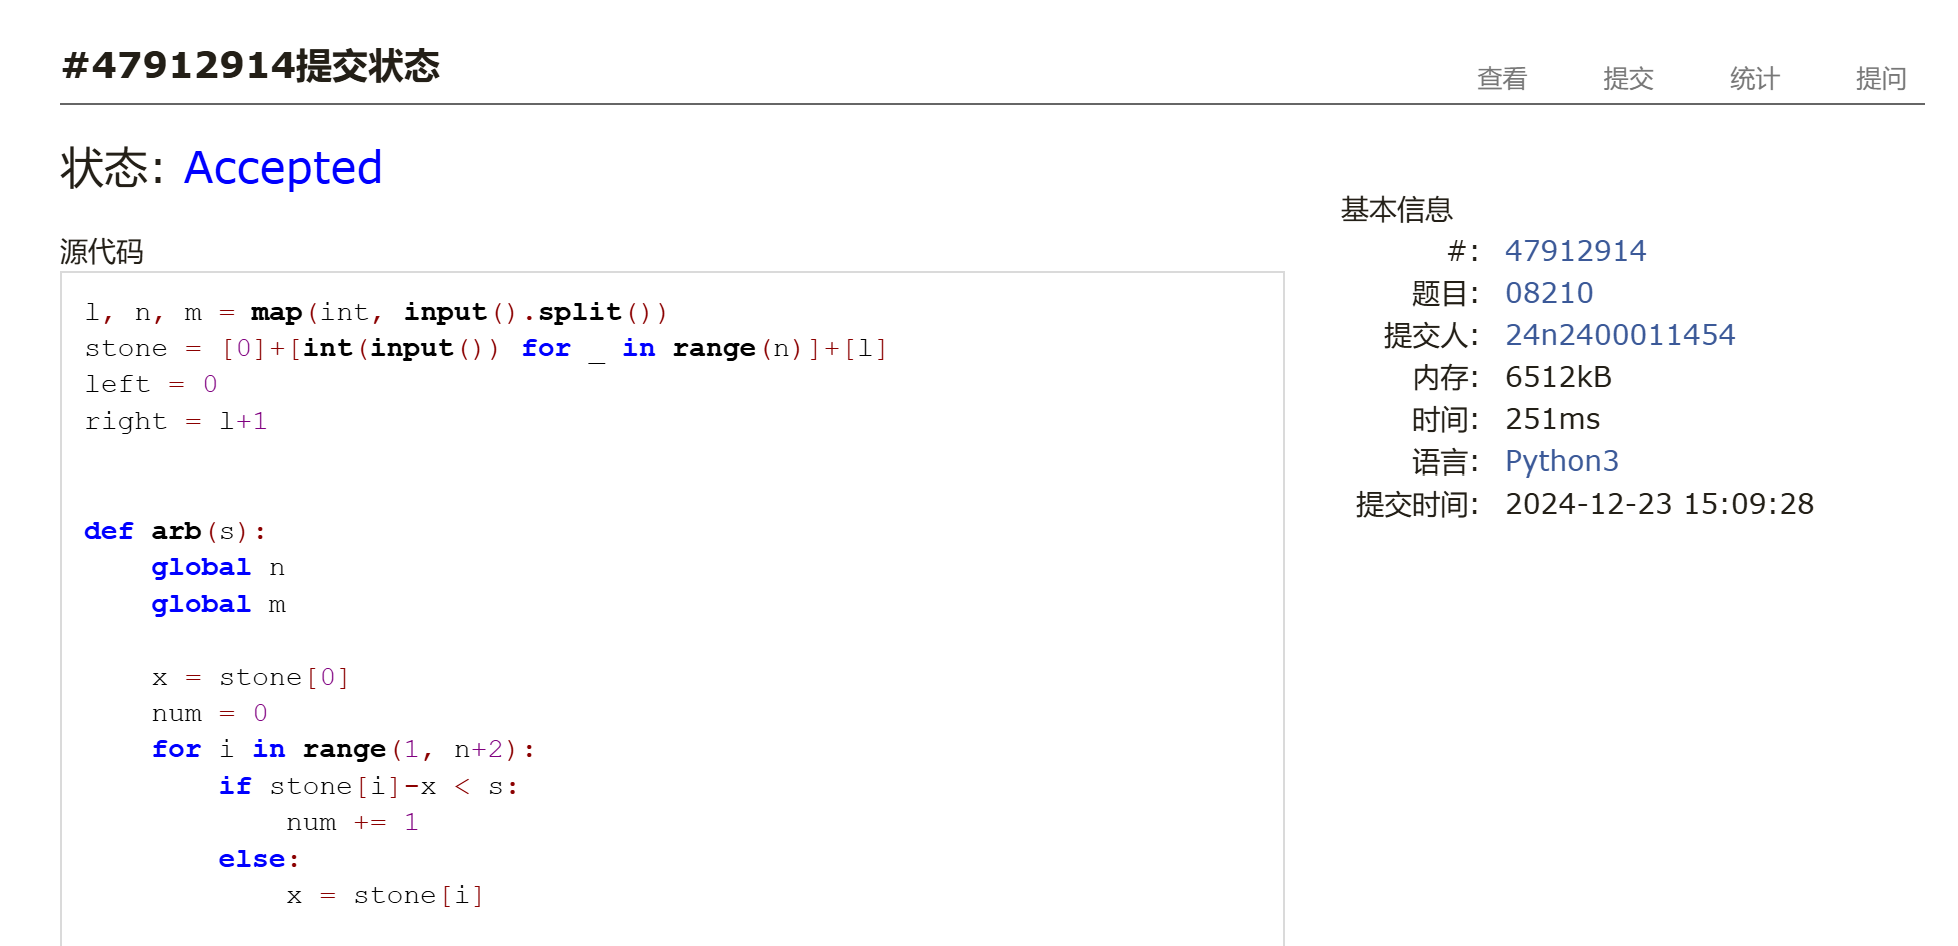 #47912914提交状态
查看 提交 统计 提问
状态: Accepted
源代码
l, n, m = map(int, input().split())
stone = [0]+[int(input()) for _ in range(n)]+[l]
left = 0
right = l+1
def arb(s):
    global n
    global m
    x = stone[0]
    num = 0
    for i in range(1, n+2):
        if stone[i]-x < s:
            num += 1
        else:
            x = stone[i]
基本信息
#: 47912914
题目: 08210
提交人: 24n2400011454
内存: 6512kB
时间: 251ms
语言: Python3
提交时间: 2024-12-23 15:09:28